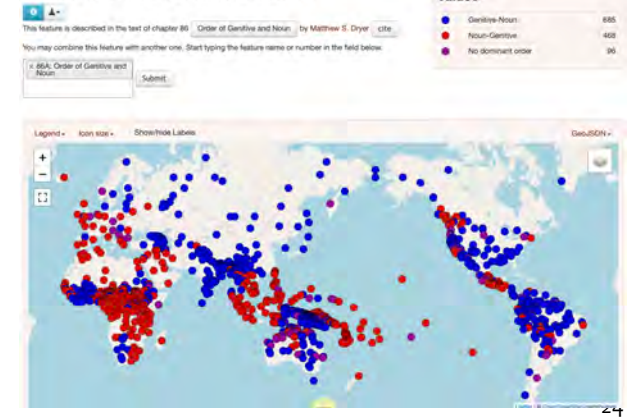 This feature is described in the text of chapter 86 Order of Genitive and Noun by Matthew S. Dryer cite
You may combine this feature with another one. Start typing the feature name or number in the field below.
× 86A: Order of Genitive and
Noun
Submit
Genitive-Noun 685
Noun-Genitive 468
No dominant order 96
Legend
Icon size
Show/hide Labels
GeoJSON
+
−
24